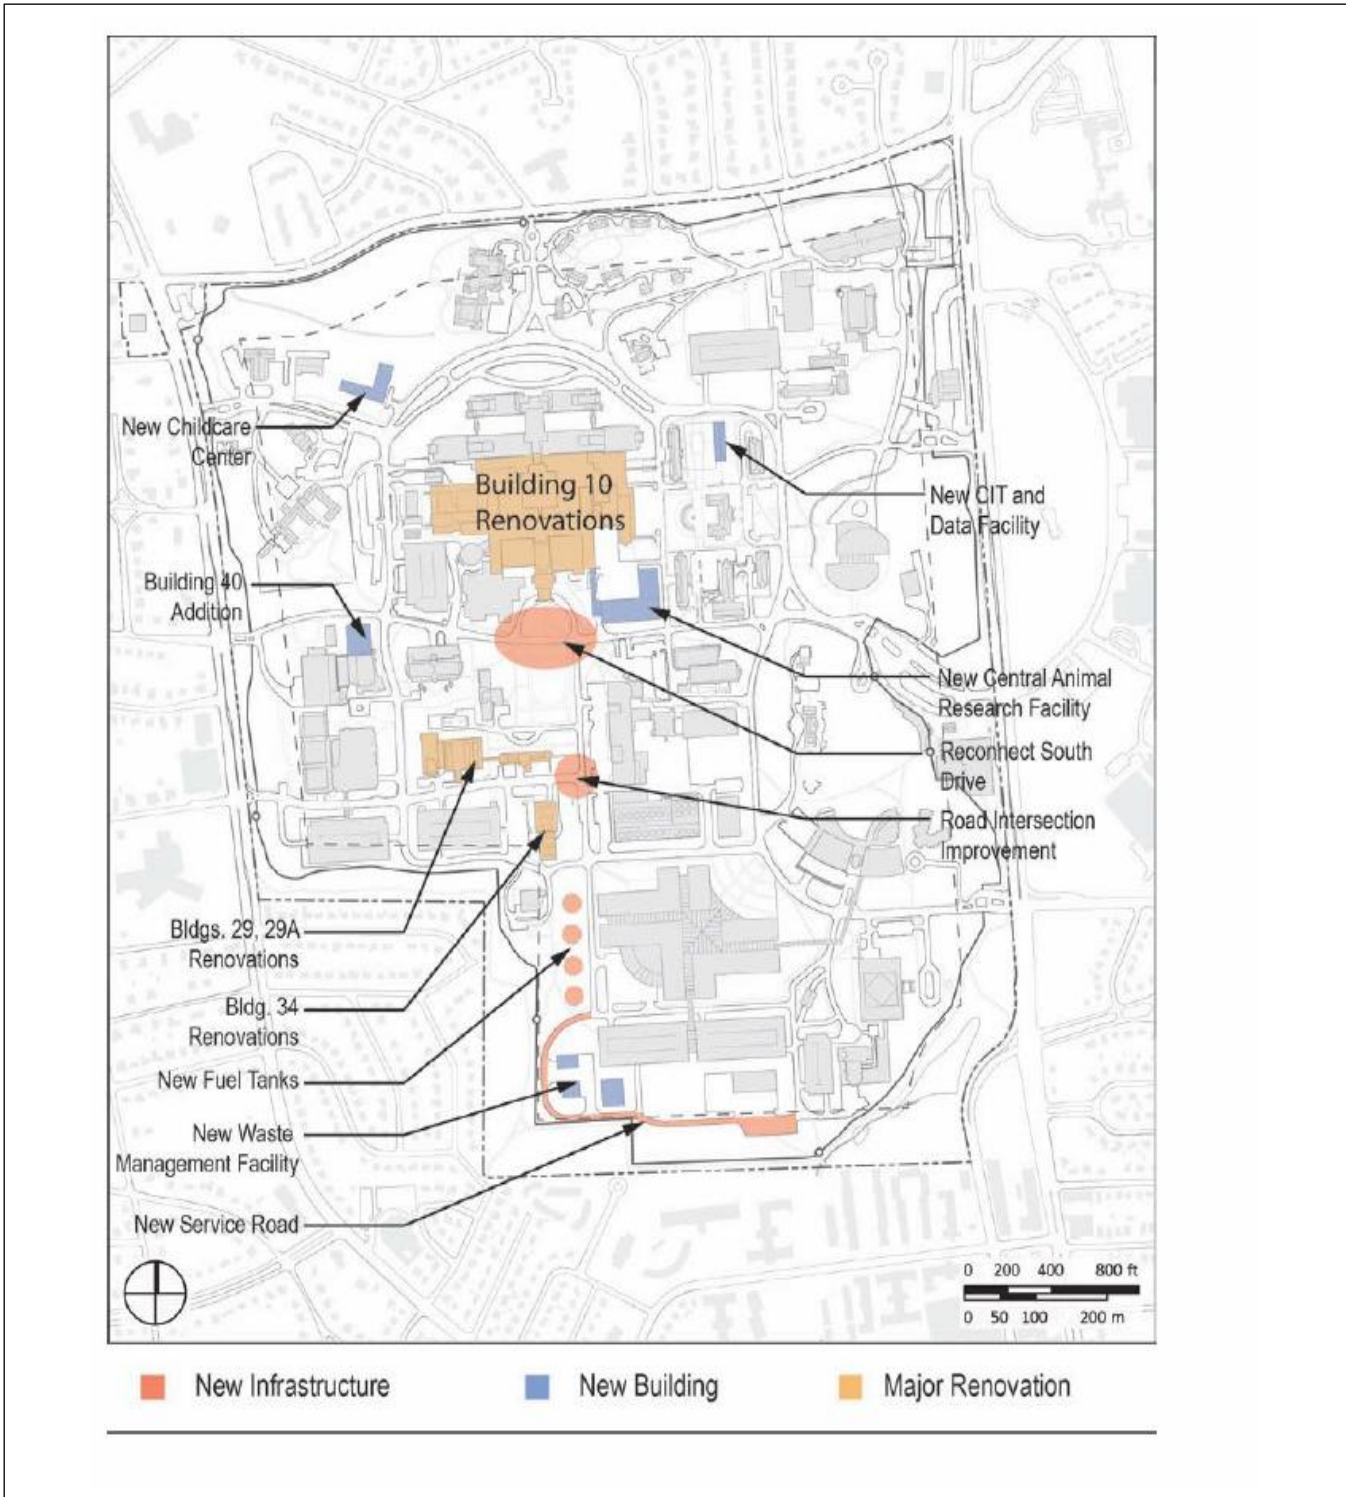 New Childcare
Center
Building 10
Renovations
New CIT and
Data Facility
Building 40
Addition
New Central Animal
Research Facility
Reconnect South
Drive
Road Intersection
Improvement
Bldgs. 29, 29A
Renovations
Bldg. 34
Renovations
New Fuel Tanks
New Waste
Management Facility
New Service Road
0 200 400 800 ft
0 50 100 200 m
New Infrastructure
New Building
Major Renovation